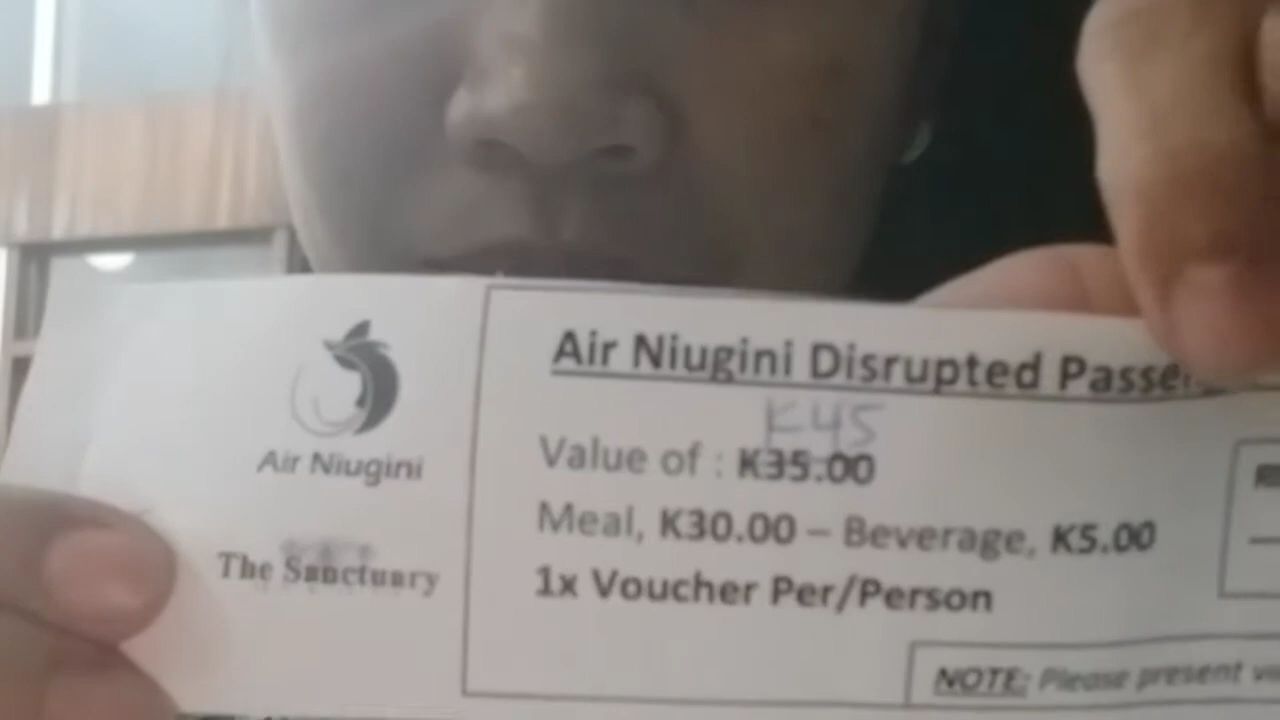 Air Niugini
The Sanctuary
Air Niugini Disrupted
K45
Value of : K35.00
Meal, K30.00 – Beverage, K5.00
1x Voucher Per/Person
NOTE: Please present